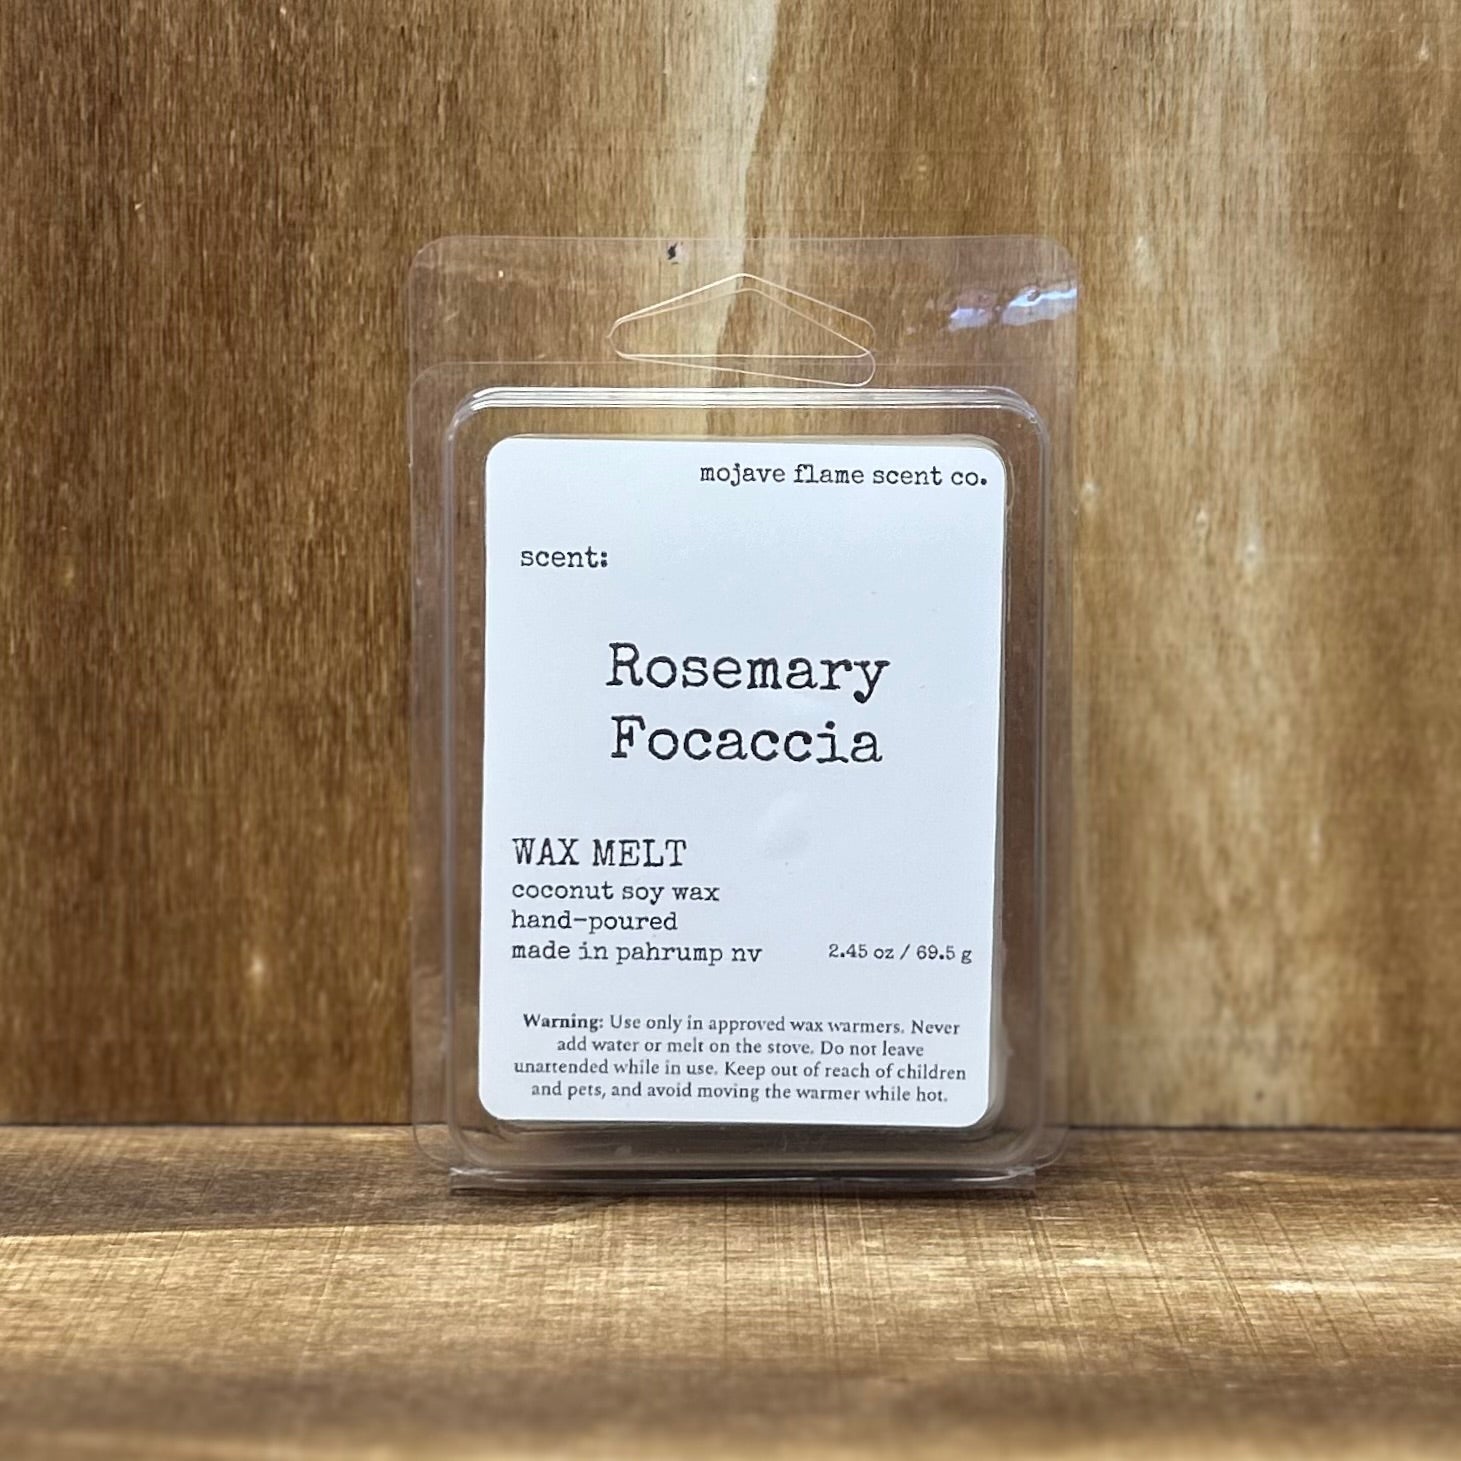 mojave flame scent co.
scent:
Rosemary
Focaccia
WAX MELT
coconut soy wax
hand-poured
made in pahrump nv
2.45 oz / 69.5 g
Warning: Use only in approved wax warmers. Never
add water or melt on the stove. Do not leave
unattended while in use. Keep out of reach of children
and pets, and avoid moving the warmer while hot.